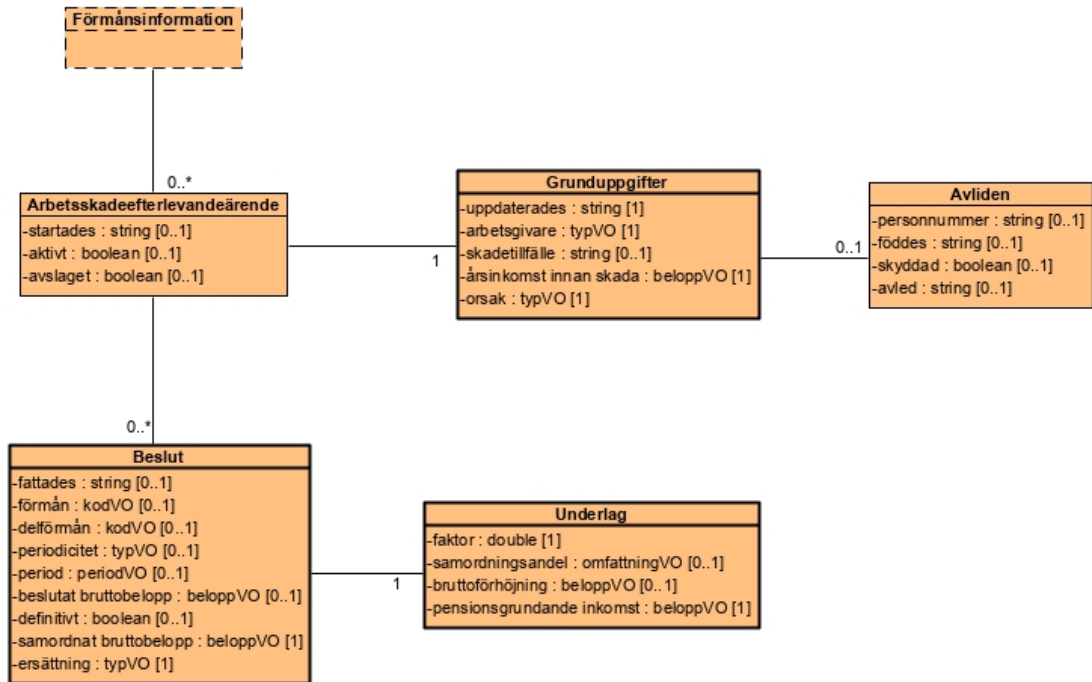 Förmånsinformation
0..*
Arbetsskadeefterlevandeärende
-startades : string [0..1]
-aktivt : boolean [0..1]
-avslaget : boolean [0..1]
1
Grunduppgifter
-uppdaterades : string [1]
-arbetsgivare : typVO [1]
-skadetillfälle : string [0..1]
-årsinkomst innan skada : beloppVO [1]
-orsak : typVO [1]
0..1
Avliden
-personnummer : string [0..1]
-föddes : string [0..1]
-skyddad : boolean [0..1]
-avled : string [0..1]
0..*
Beslut
-fattades : string [0..1]
-förmån : kodVO [0..1]
-delförmån : kodVO [0..1]
-periodicitet : typVO [0..1]
-period : periodVO [0..1]
-beslutat bruttobelopp : beloppVO [0..1]
-definitivt : boolean [0..1]
-samordnat bruttobelopp : beloppVO [1]
-ersättning : typVO [1]
1
Underlag
-faktor : double [1]
-samordningsandel : omfattningVO [0..1]
-bruttoförhöjning : beloppVO [0..1]
-pensionsgrundande inkomst : beloppVO [1]